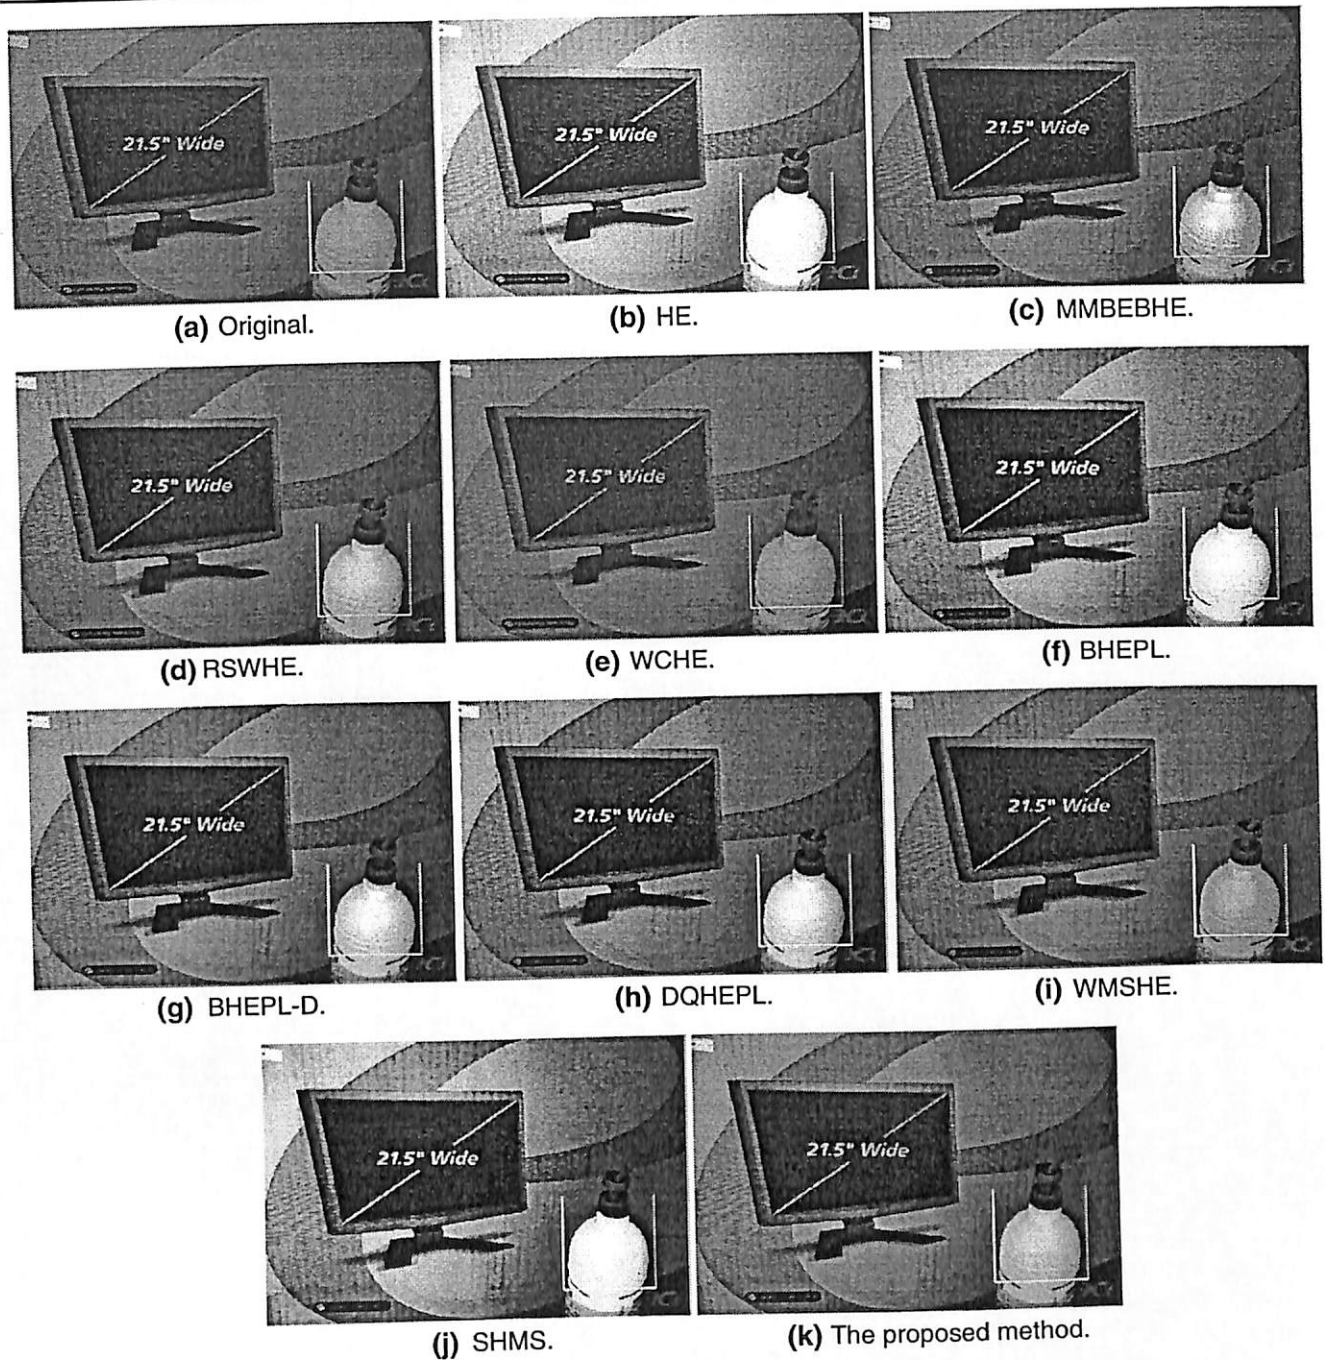 21.5" Wide
21.5" Wide
21.5" Wide
(a) Original.
(b) HE.
(c) MMBEBHE.
21.5" Wide
21.5" Wide
21.5" Wide
(d) RSWHE.
(e) WCHE.
(f) BHEPL.
21.5" Wide
21.5" Wide
21.5" Wide
(g) BHEPL-D.
(h) DQHEPL.
(i) WMSHE.
21.5" Wide
21.5" Wide
(j) SHMS.
(k) The proposed method.